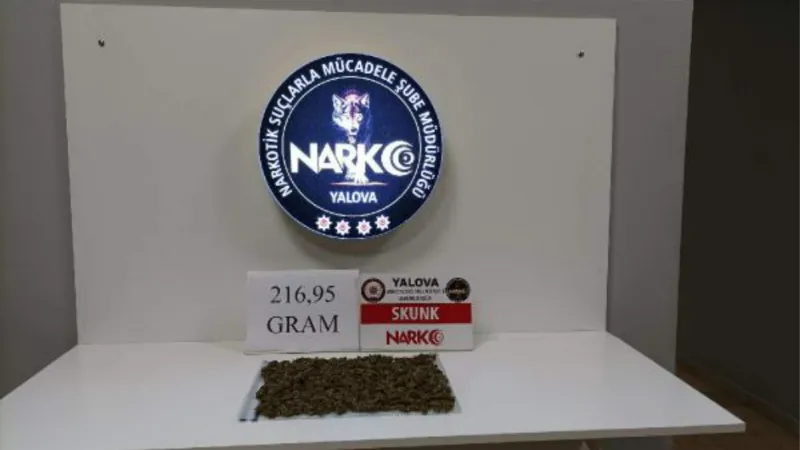 NARKOTİK SUÇLARLA MÜCADELE ŞUBE MÜDÜRLÜĞÜ
NARKO
YALOVA
216,95
GRAM
YALOVA
SKUNK
NARKO